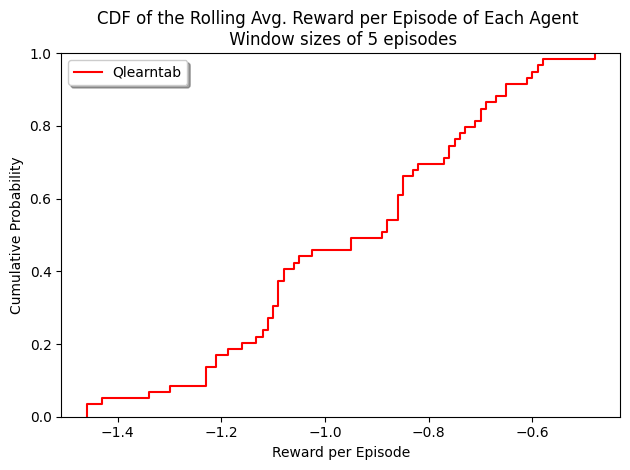 CDF of the Rolling Avg. Reward per Episode of Each Agent
Window sizes of 5 episodes
Qlearntab
1.0
0.8
0.6
0.4
0.2
0.0
Cumulative Probability
−1.4 −1.2 −1.0 −0.8 −0.6
Reward per Episode